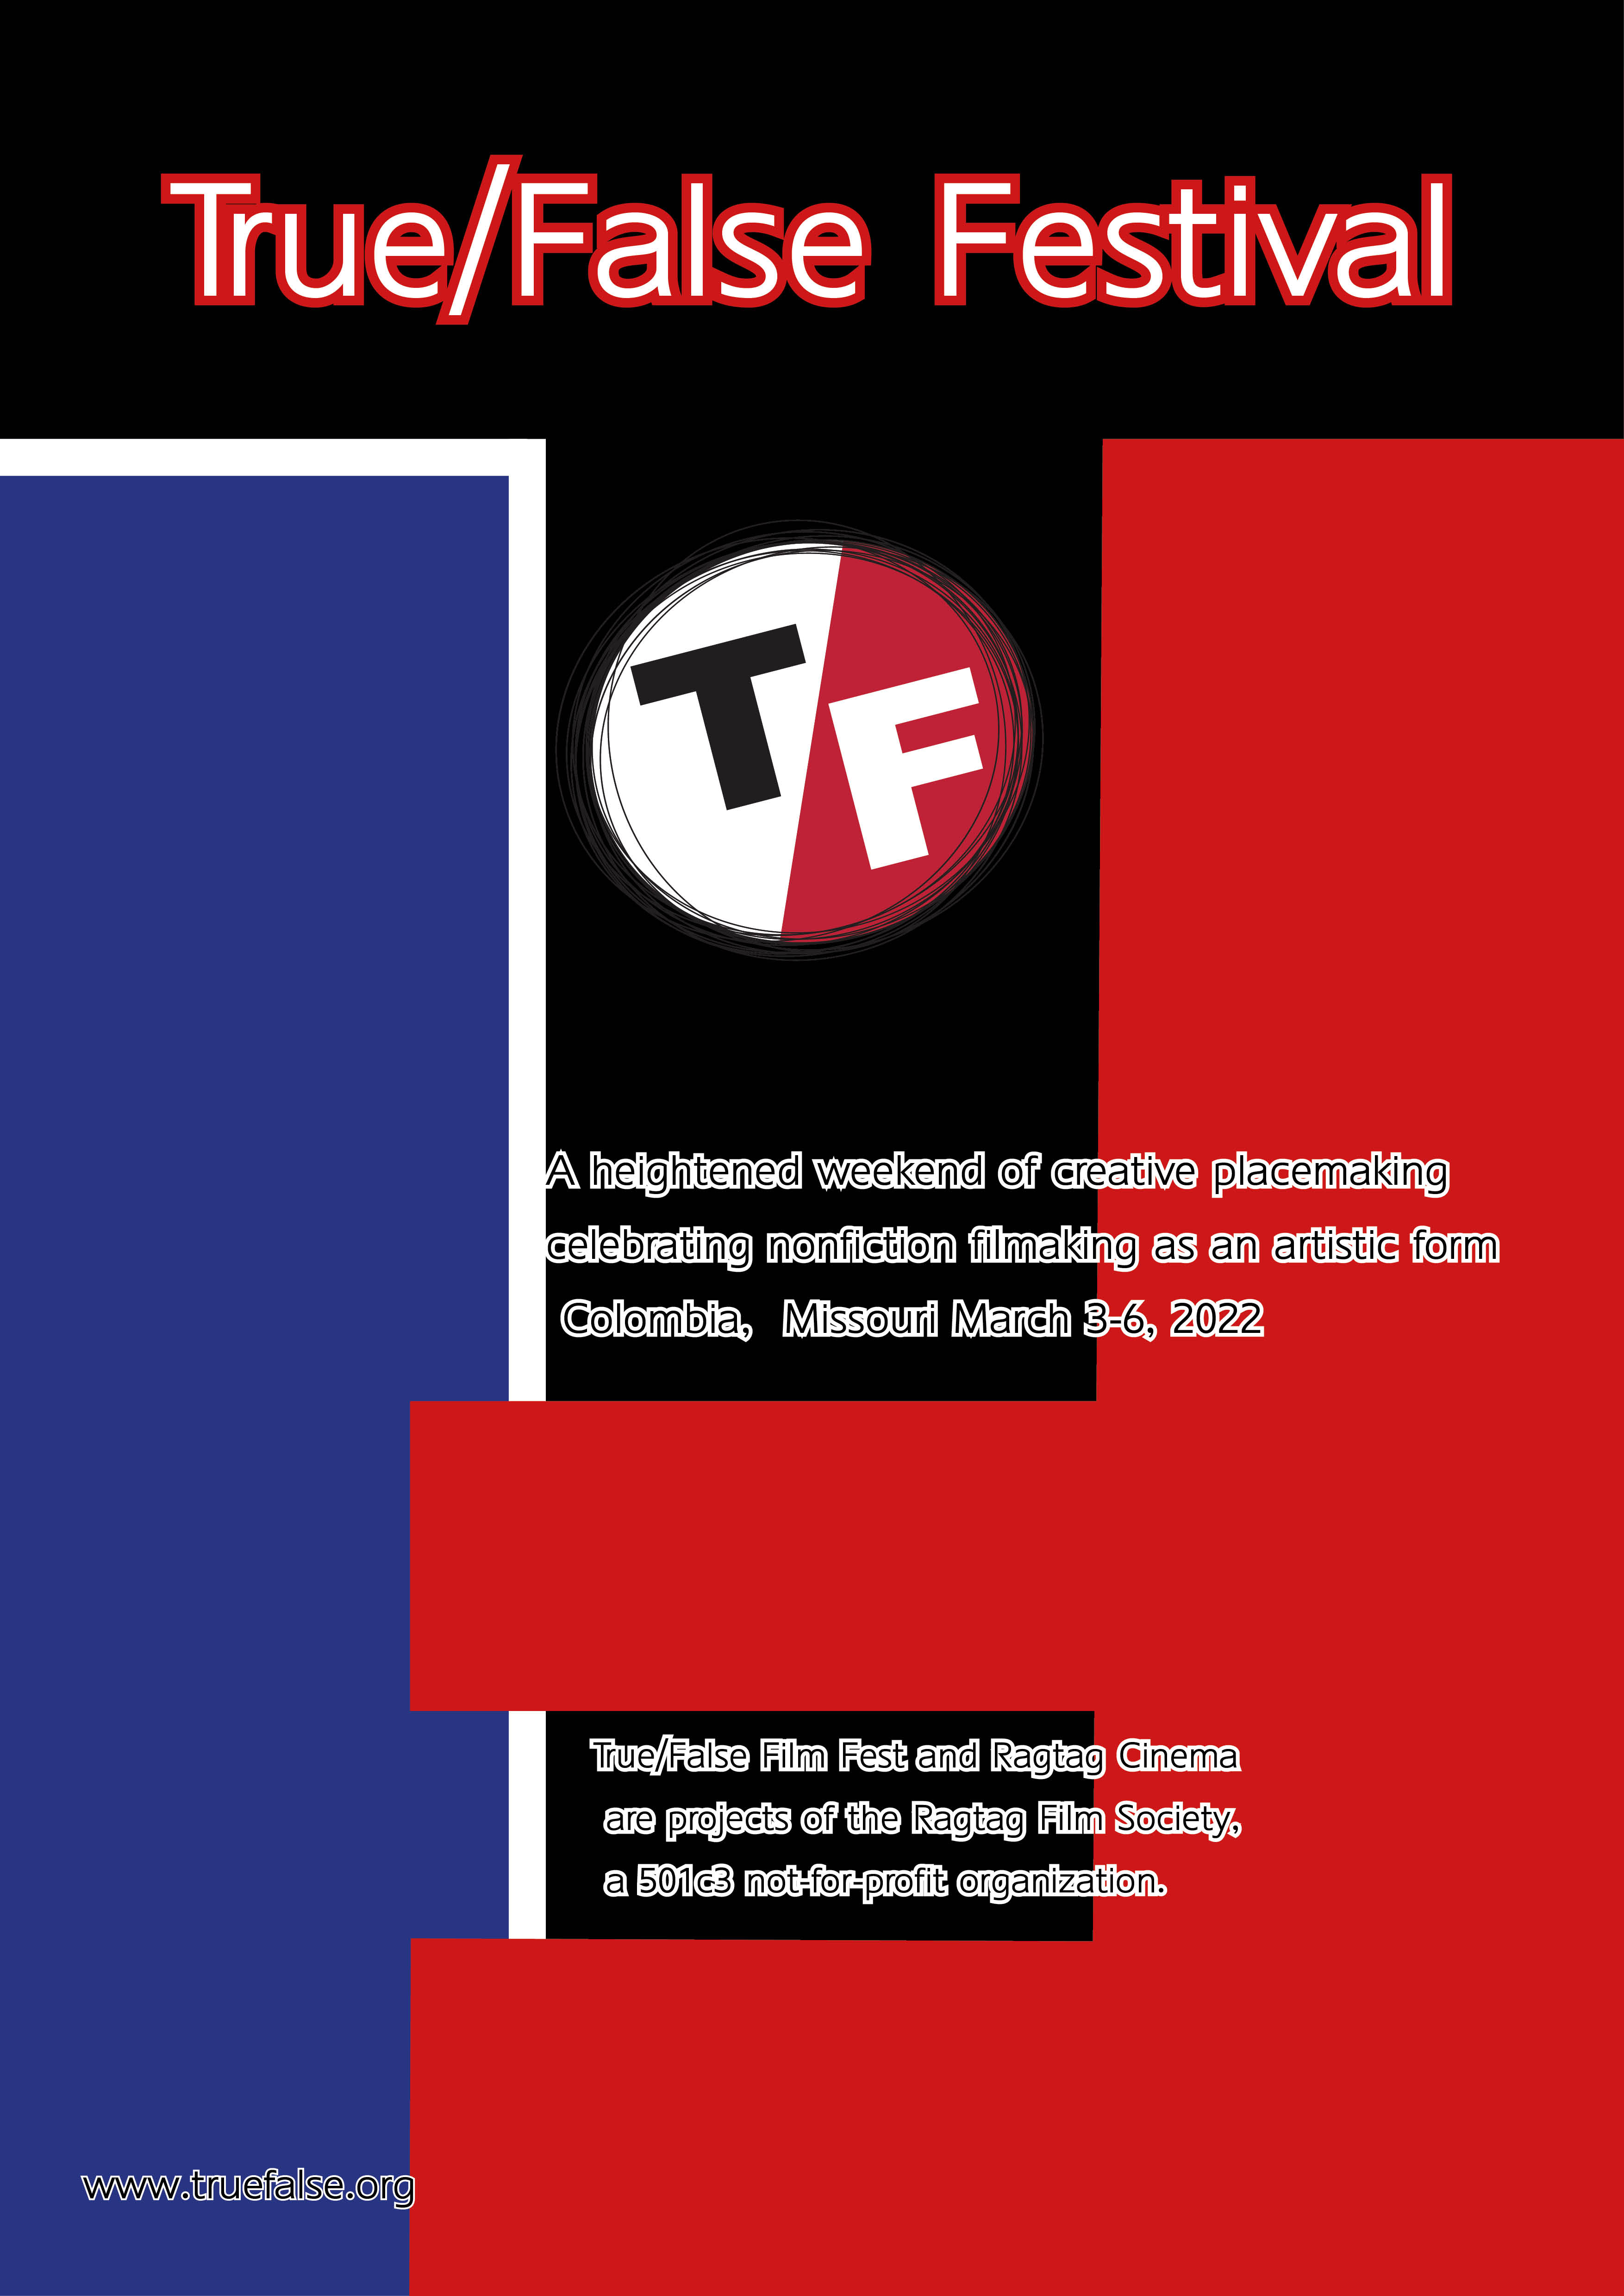 True/False Festival
T/F
A heightened weekend of creative placemaking
celebrating nonfiction filmaking as an artistic form
Colombia, Missouri March 3-6, 2022
True/False Film Fest and Ragtag Cinema
are projects of the Ragtag Film Society,
a 501c3 not-for-profit organization.
www.truefalse.org